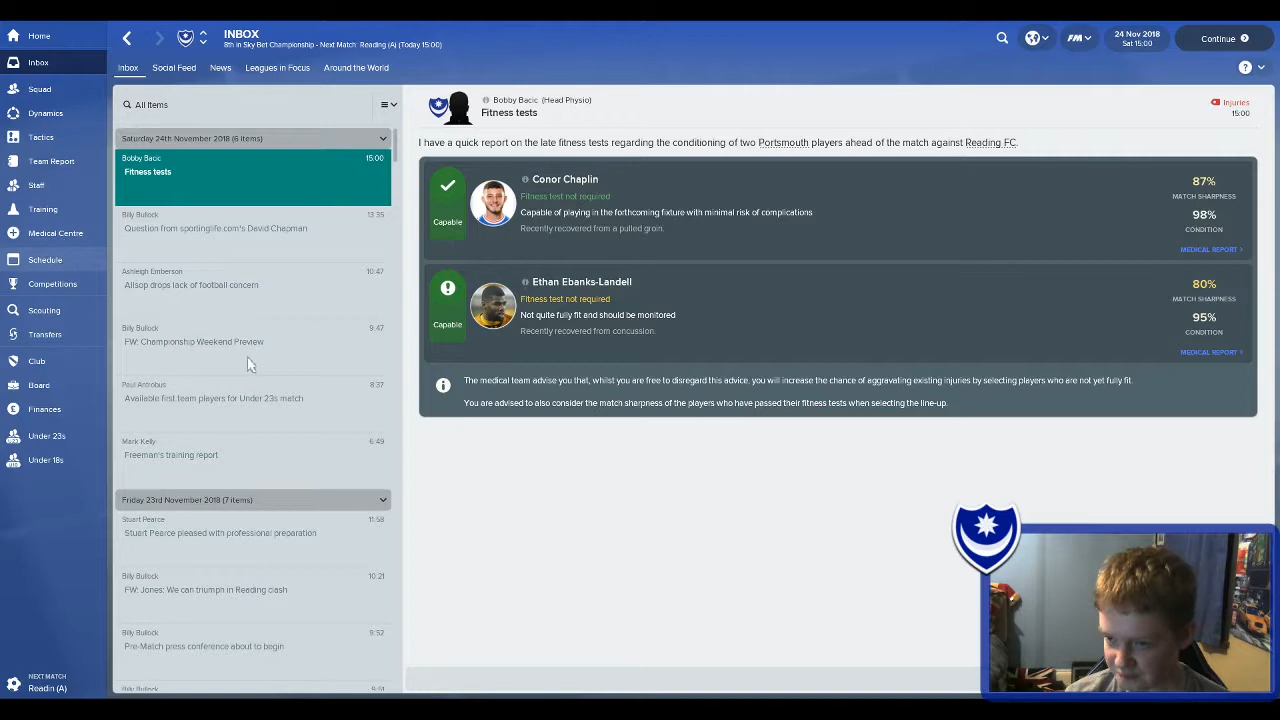 Home
Inbox
Squad
Dynamics
Tactics
Team Report
Staff
Training
Medical Centre
Schedule
Competitions
Scouting
Transfers
Club
Board
Finances
Under 23s
Under 18s
NEXT MATCH
Readin (A)
INBOX
8th in Sky Bet Championship - Next Match: Reading (A) (Today 15:00)
FM
24 Nov 2018
Sat 15:00
Continue
Inbox Social Feed News Leagues in Focus Around the World
All Items
Saturday 24th November 2018 (6 items)
Bobby Bacic 15:00
Fitness tests
Billy Bullock 13:35
Question from sportinglife.com's David Chapman
Ashleigh Emberson 10:47
Allsop drops lack of football concern
Billy Bullock 9:47
FW: Championship Weekend Preview
Paul Antrobus 8:37
Available first team players for Under 23s match
Mark Kelly 6:49
Freeman's training report
Friday 23rd November 2018 (7 items)
Stuart Pearce 11:58
Stuart Pearce pleased with professional preparation
Billy Bullock 10:21
FW: Jones: We can triumph in Reading clash
Billy Bullock 9:52
Pre-Match press conference about to begin
Billy Bullock
Bobby Bacic (Head Physio)
Fitness tests
Injuries
15:00
I have a quick report on the late fitness tests regarding the conditioning of two Portsmouth players ahead of the match against Reading FC.
Capable
Conor Chaplin
Fitness test not required
Capable of playing in the forthcoming fixture with minimal risk of complications
Recently recovered from a pulled groin.
87%
MATCH SHARPNESS
98%
CONDITION
MEDICAL REPORT >
Capable
Ethan Ebanks-Landell
Fitness test not required
Not quite fully fit and should be monitored
Recently recovered from concussion.
80%
MATCH SHARPNESS
95%
CONDITION
MEDICAL REPORT >
The medical team advise you that, whilst you are free to disregard this advice, you will increase the chance of aggravating existing injuries by selecting players who are not yet fully fit.
You are advised to also consider the match sharpness of the players who have passed their fitness tests when selecting the line-up.